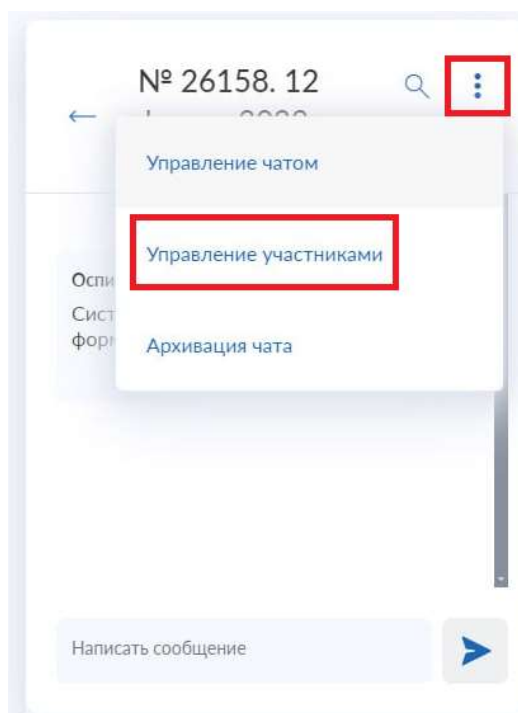 № 26158. 12
Управление чатом
Управление участниками
Архивация чата
Написать сообщение